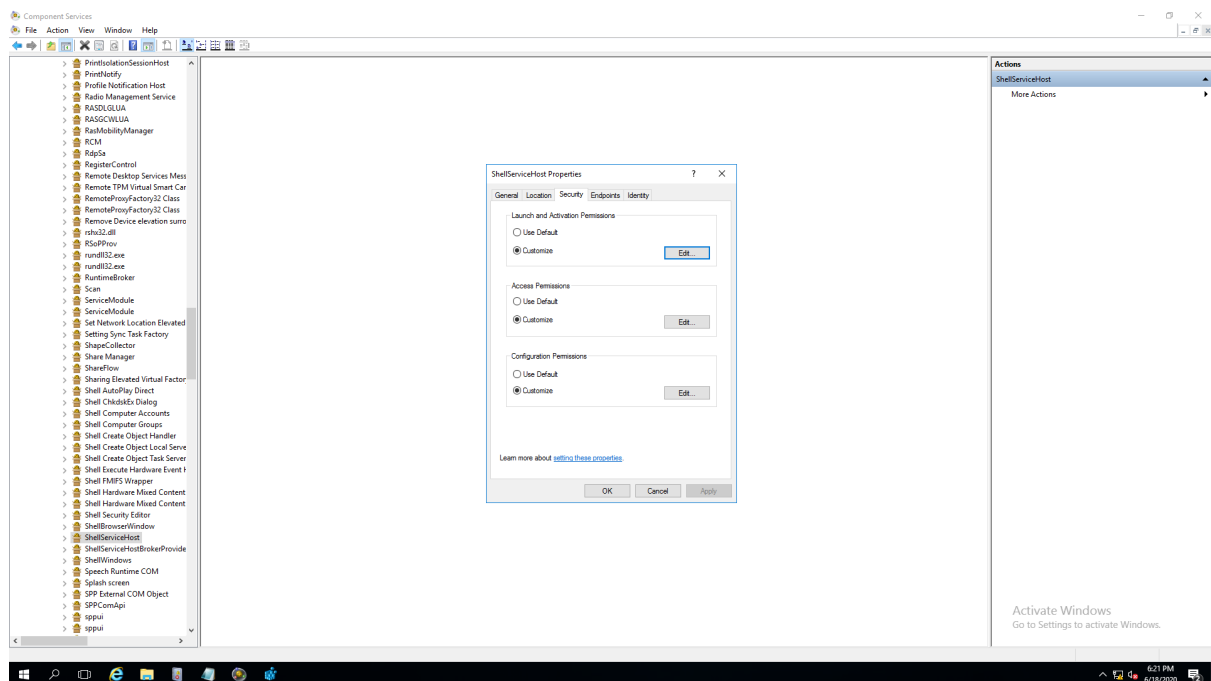 Component Services
File Action View Window Help
PrintIsolationSessionHost
PrintNotify
Profile Notification Host
Radio Management Service
RASDLGLUA
RASGCWLUA
RasMobilityManager
RCM
RdpSa
RegisterControl
Remote Desktop Services Mess
Remote TPM Virtual Smart Car
RemoteProxyFactory32 Class
RemoteProxyFactory32 Class
Remove Device elevation surro
rshx32.dll
RSoPProv
rundll32.exe
rundll32.exe
RuntimeBroker
Scan
ServiceModule
ServiceModule
Set Network Location Elevated
Setting Sync Task Factory
ShapeCollector
Share Manager
ShareFlow
Sharing Elevated Virtual Factor
Shell AutoPlay Direct
Shell ChkdskEx Dialog
Shell Computer Accounts
Shell Computer Groups
Shell Create Object Handler
Shell Create Object Local Serve
Shell Create Object Task Server
Shell Execute Hardware Event H
Shell FMIFS Wrapper
Shell Hardware Mixed Content
Shell Hardware Mixed Content
Shell Security Editor
ShellBrowserWindow
ShellServiceHost
ShellServiceHostBrokerProvide
ShellWindows
Speech Runtime COM
Splash screen
SPP External COM Object
SPPComApi
sppui
sppui
ShellServiceHost Properties ?
General Location Security Endpoints Identity
Launch and Activation Permissions
Use Default
Customize Edit...
Access Permissions
Use Default
Customize Edit...
Configuration Permissions
Use Default
Customize Edit...
Learn more about setting these properties.
OK Cancel Apply
Actions
ShellServiceHost
More Actions
Activate Windows
Go to Settings to activate Windows.
6:21 PM
6/18/2020